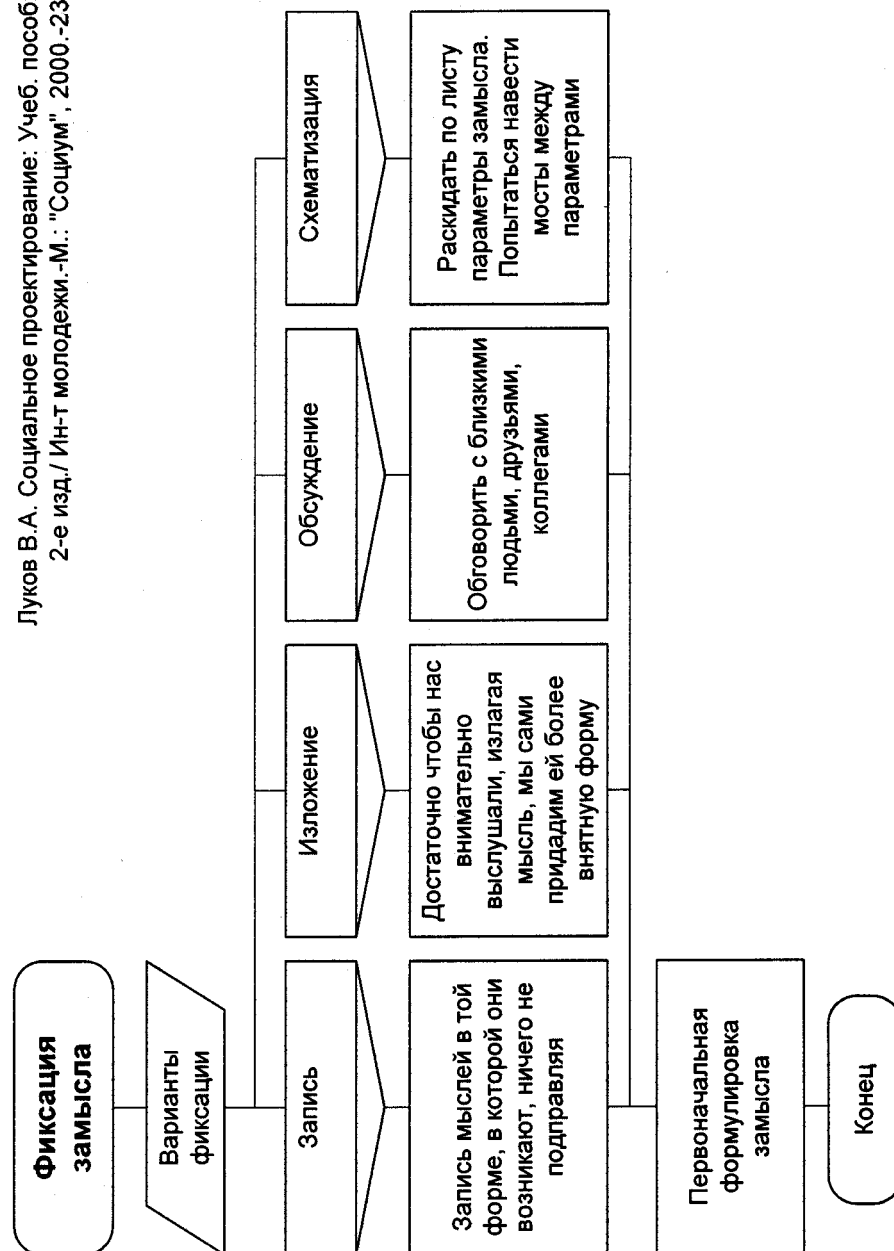 Луков В.А. Социальное проектирование: Учеб. пособ
2-е изд./ Ин-т молодежи.-М.: "Социум", 2000.-23
Фиксация
замысла
Варианты
фиксации
Запись
Изложение
Обсуждение
Схематизация
Запись мыслей в той
форме, в которой они
возникают, ничего не
подправляя
Достаточно чтобы нас
внимательно
выслушали, излагая
мысль, мы сами
придадим ей более
внятную форму
Обговорить с близкими
людьми, друзьями,
коллегами
Раскидать по листу
параметры замысла.
Попытаться навести
мосты между
параметрами
Первоначальная
формулировка
замысла
Конец